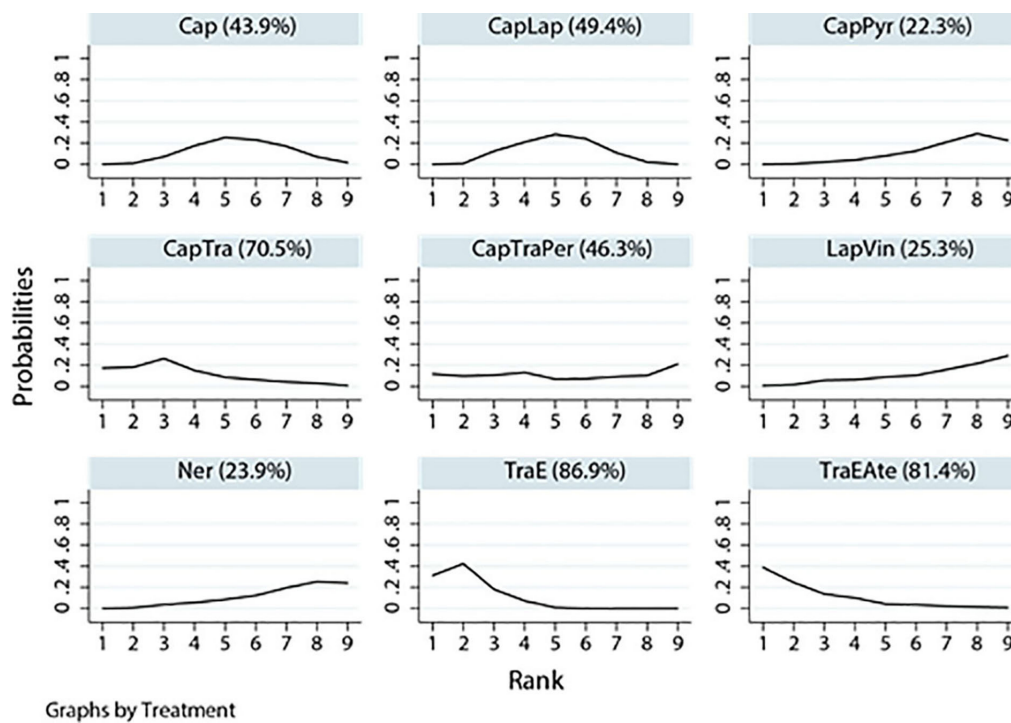 Cap (43.9%) CapLap (49.4%) CapPyr (22.3%)
0 .2 .4 .6 .8 1 0 .2 .4 .6 .8 1 0 .2 .4 .6 .8 1
1 2 3 4 5 6 7 8 9 1 2 3 4 5 6 7 8 9 1 2 3 4 5 6 7 8 9
CapTra (70.5%) CapTraPer (46.3%) LapVin (25.3%)
0 .2 .4 .6 .8 1 0 .2 .4 .6 .8 1 0 .2 .4 .6 .8 1
1 2 3 4 5 6 7 8 9 1 2 3 4 5 6 7 8 9 1 2 3 4 5 6 7 8 9
Probabilities
Ner (23.9%) TraE (86.9%) TraEAte (81.4%)
0 .2 .4 .6 .8 1 0 .2 .4 .6 .8 1 0 .2 .4 .6 .8 1
1 2 3 4 5 6 7 8 9 1 2 3 4 5 6 7 8 9 1 2 3 4 5 6 7 8 9
Rank
Graphs by Treatment